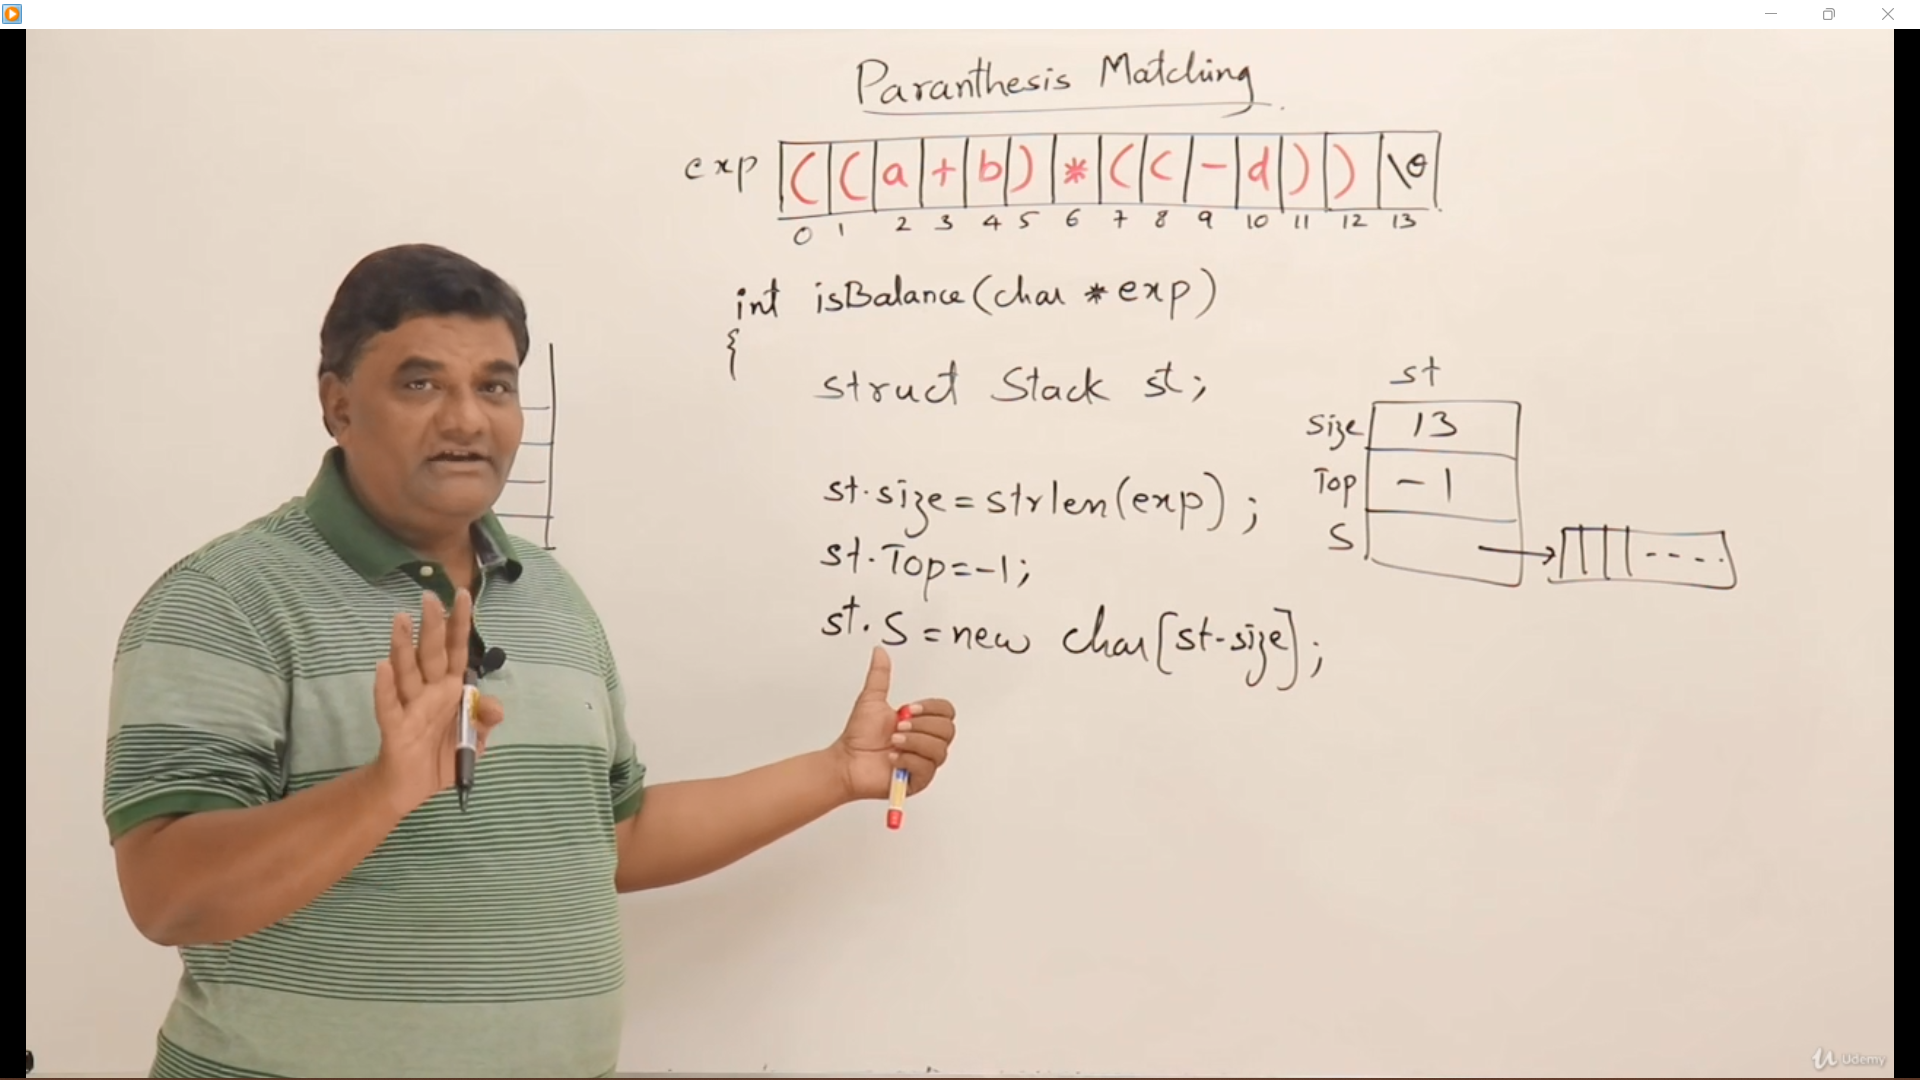 Paranthesis Matching
exp ( ( a + b ) * ( c - d ) ) \0
0 1 2 3 4 5 6 7 8 9 10 11 12 13
int isBalance(char *exp)
{
struct Stack st;
st.size=strlen(exp);
st.Top=-1;
st.S=new char[st.size];
st
size 13
Top -1
S
Udemy